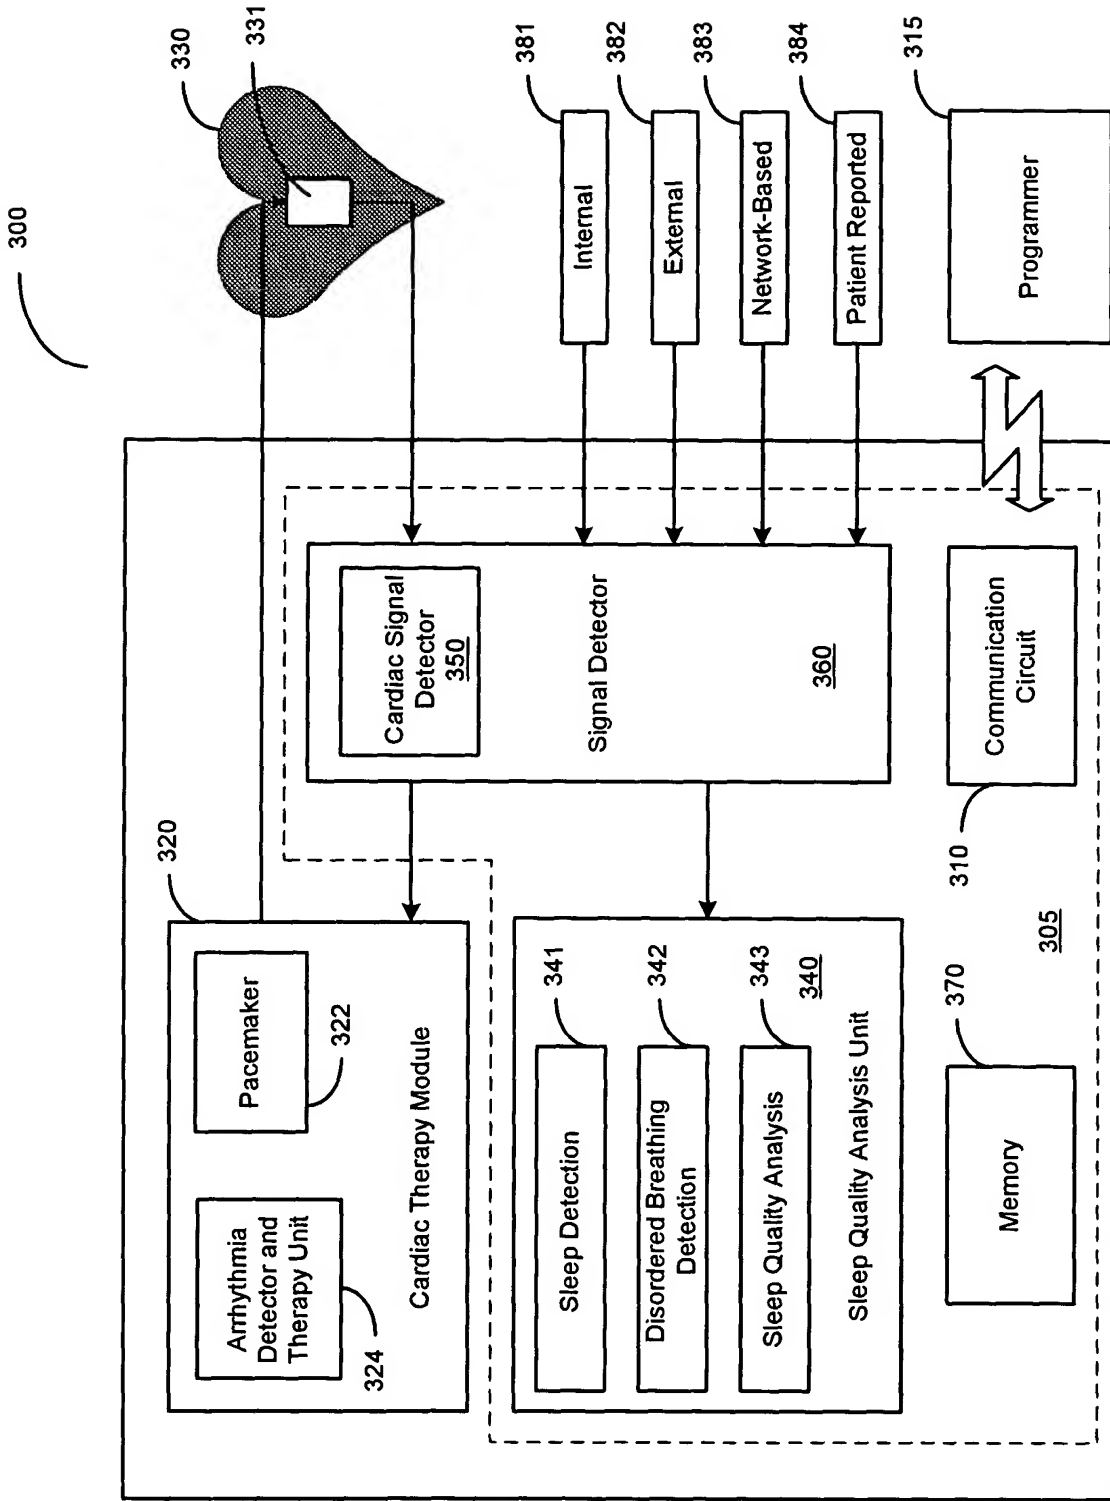 300
330
331
320
Pacemaker
322
Arrhythmia
Detector and
Therapy Unit
324
Cardiac Therapy Module
Cardiac Signal
Detector
350
Signal Detector
360
381
Internal
382
External
383
Network-Based
384
Patient Reported
315
Programmer
341
Sleep Detection
342
Disordered Breathing
Detection
343
Sleep Quality Analysis
340
Sleep Quality Analysis Unit
Communication
Circuit
310
305
370
Memory